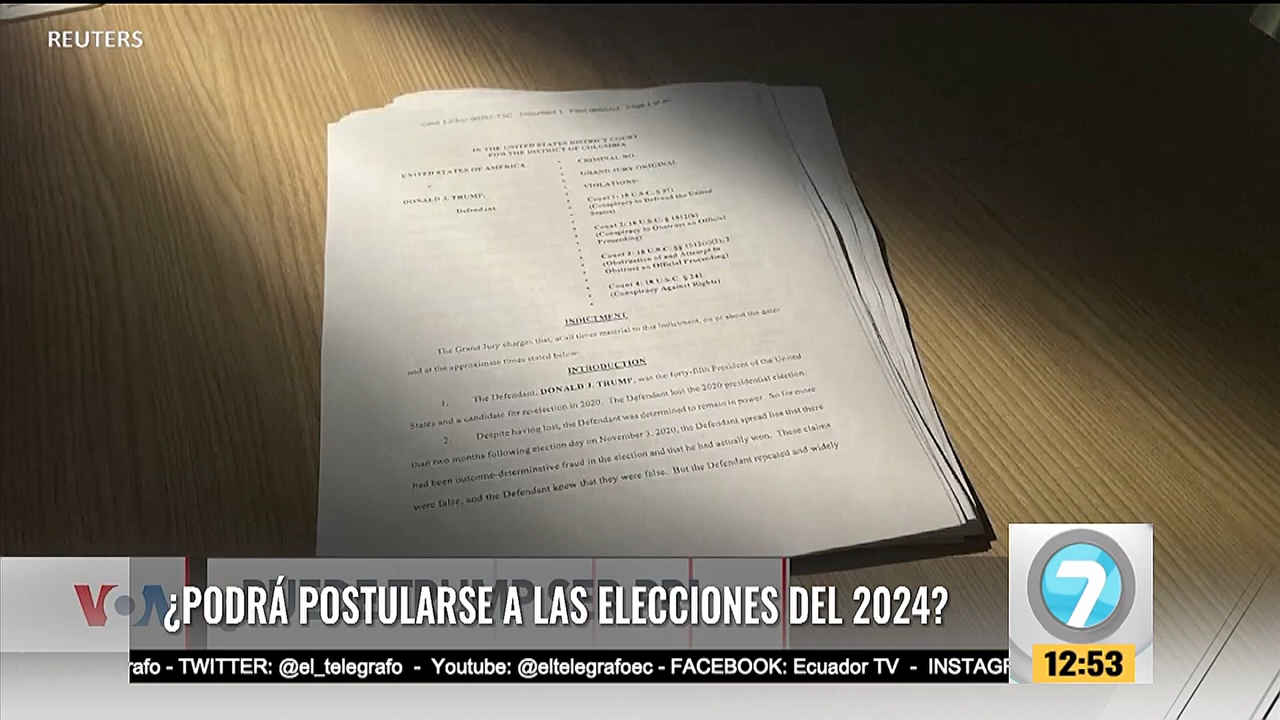 REUTERS
Page 1 of
IN THE UNITED STATES DISTRICT COURT
FOR THE DISTRICT OF COLUMBIA
UNITED STATES OF AMERICA
v.
DONALD J. TRUMP,
Defendant.
CRIMINAL NO.
GRAND JURY ORIGINAL
VIOLATIONS:
Count 1: 18 U.S.C. § 371
(Conspiracy to Defraud the United
States)
Count 2: 18 U.S.C. § 1512(k)
(Conspiracy to Obstruct an Official
Proceeding)
Count 3: 18 U.S.C. §§ 1512(c)(2), 2
(Obstruction of and Attempt to
Obstruct an Official Proceeding)
Count 4: 18 U.S.C. § 241
(Conspiracy Against Rights)
INDICTMENT
The Grand Jury charges that, at all times material to this Indictment, on or about the dates
and at the approximate times stated below:
INTRODUCTION
1. The Defendant, DONALD J. TRUMP, was the forty-fifth President of the United
States and a candidate for re-election in 2020. The Defendant lost the 2020 presidential election.
2. Despite having lost, the Defendant was determined to remain in power. So for more
than two months following election day on November 3, 2020, the Defendant spread lies that there
had been outcome-determinative fraud in the election and that he had actually won. These claims
were false, and the Defendant knew that they were false. But the Defendant repeated and widely
VOA
¿PODRÁ POSTULARSE A LAS ELECCIONES DEL 2024?
7
afo - TWITTER: @el_telegrafo - Youtube: @eltelegrafoec - FACEBOOK: Ecuador TV - INSTAGR
12:53